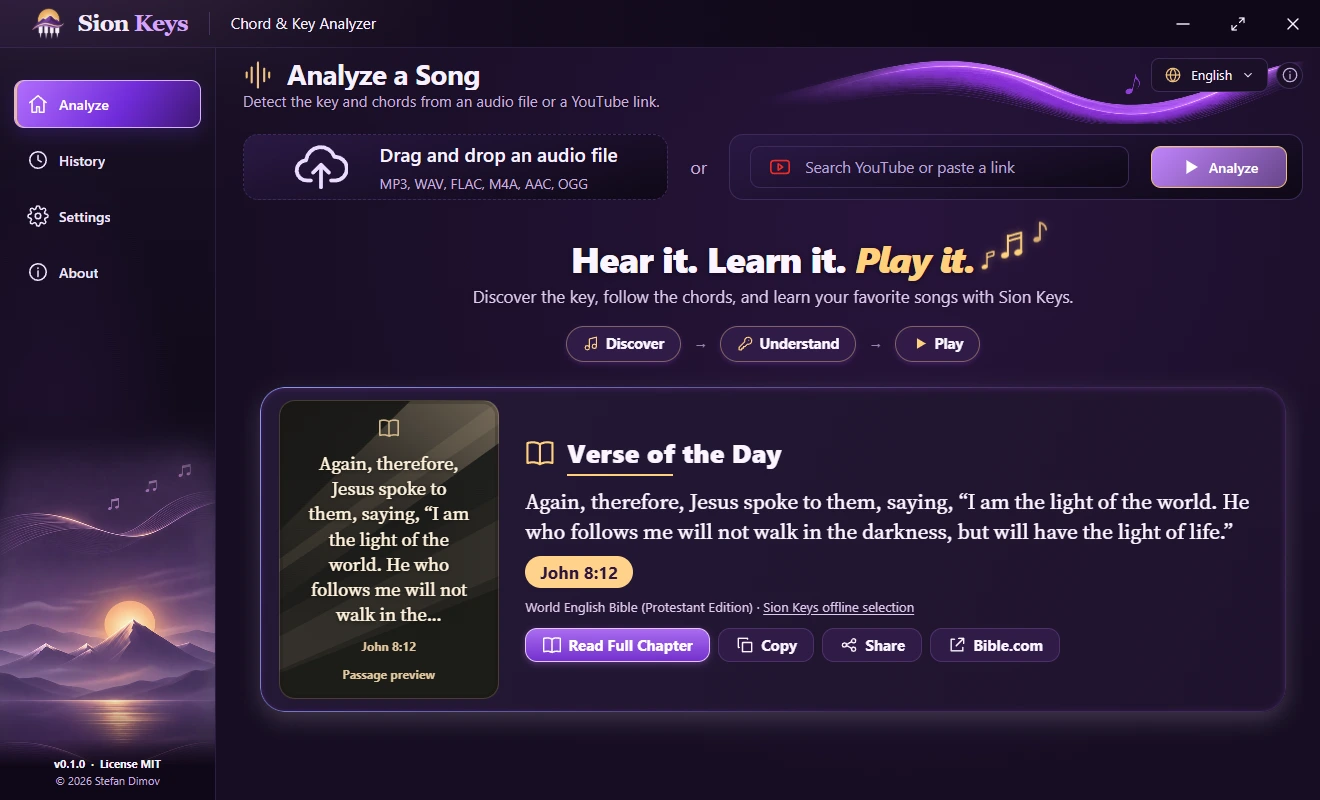 Sion Keys
Chord & Key Analyzer
Analyze
History
Settings
About
v0.1.0 · License MIT
© 2026 Stefan Dimov
Analyze a Song
Detect the key and chords from an audio file or a YouTube link.
English
Drag and drop an audio file
MP3, WAV, FLAC, M4A, AAC, OGG
or
Search YouTube or paste a link
Analyze
Hear it. Learn it. Play it.
Discover the key, follow the chords, and learn your favorite songs with Sion Keys.
Discover → Understand → Play
Again, therefore,
Jesus spoke to
them, saying, “I am
the light of the
world. He who
follows me will not
walk in the...
John 8:12
Passage preview
Verse of the Day
Again, therefore, Jesus spoke to them, saying, “I am the light of the world. He
who follows me will not walk in the darkness, but will have the light of life.”
John 8:12
World English Bible (Protestant Edition) · Sion Keys offline selection
Read Full Chapter
Copy
Share
Bible.com